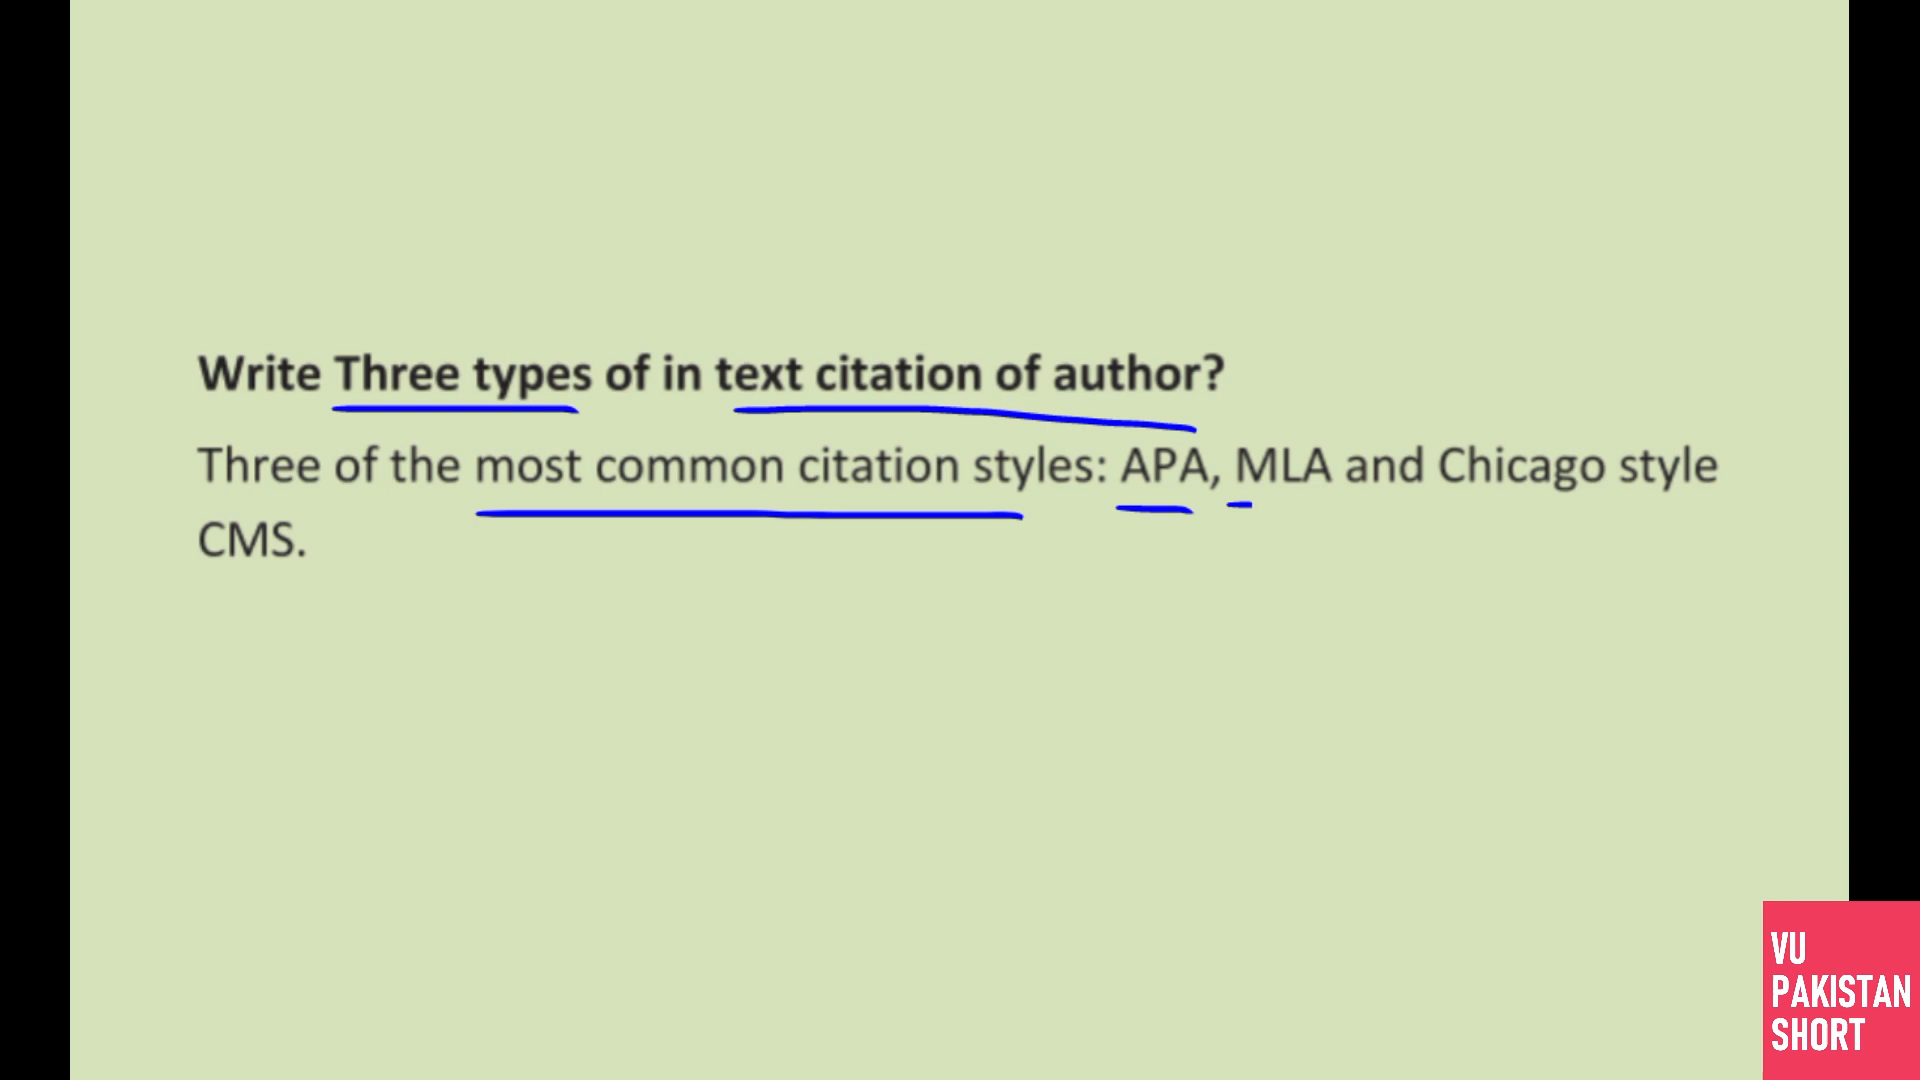 Write Three types of in text citation of author?
Three of the most common citation styles: APA, MLA and Chicago style
CMS.
VU
PAKISTAN
SHORT